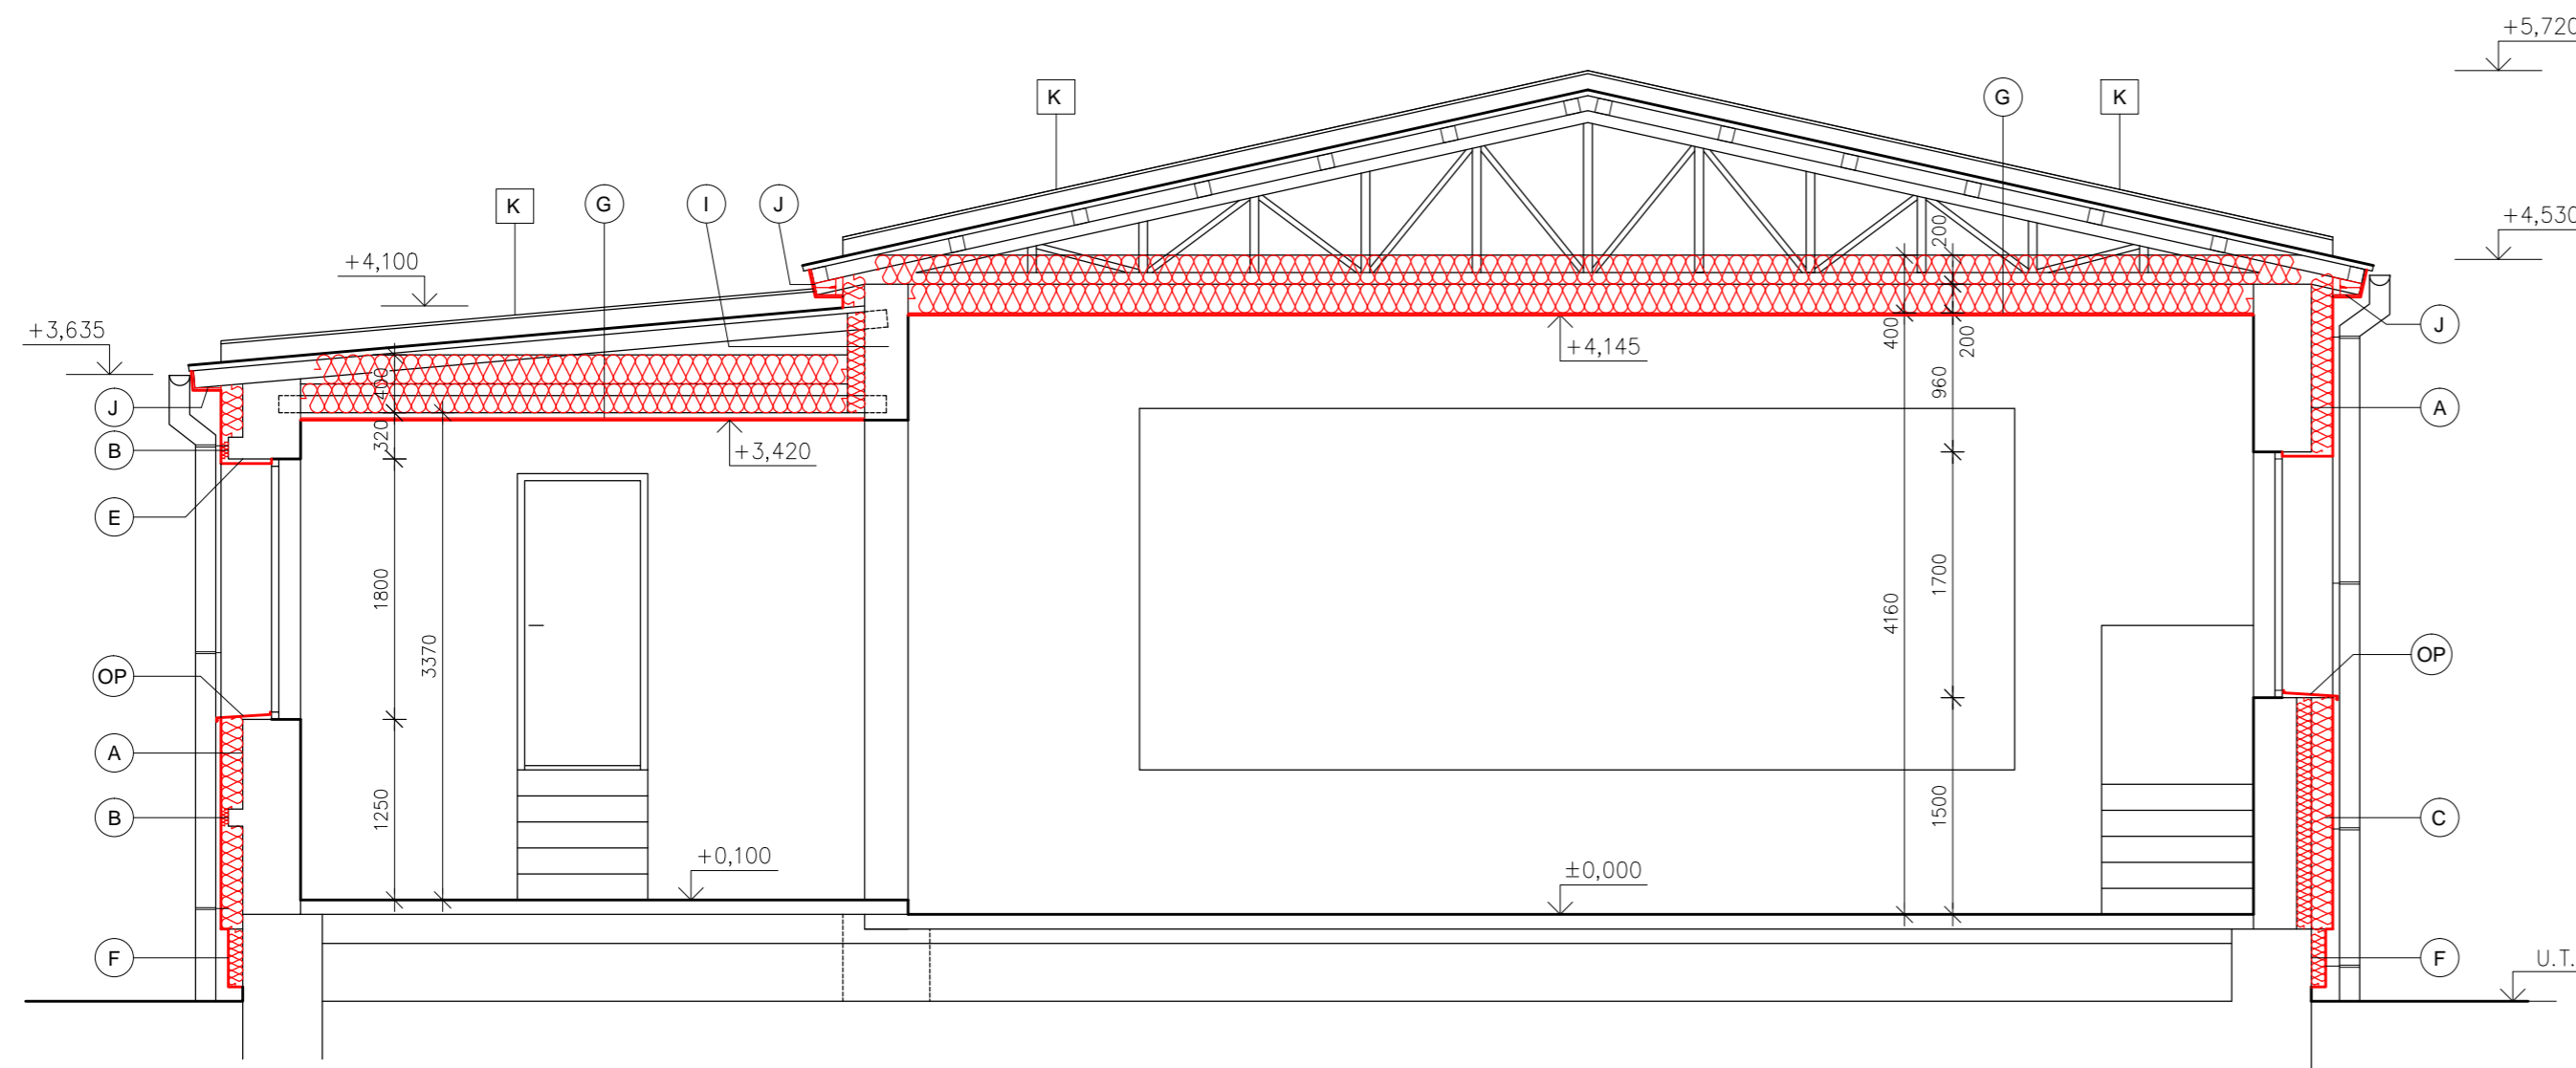 +5,720
K
K
G
K
G
I
J
+4,530
200
+4,100
+3,635
+4,145
400
200
J
J
400
960
A
B
320
+3,420
E
1800
1700
3370
4160
OP
OP
A
B
1250
1500
C
+0,100
±0,000
F
F
U.T.